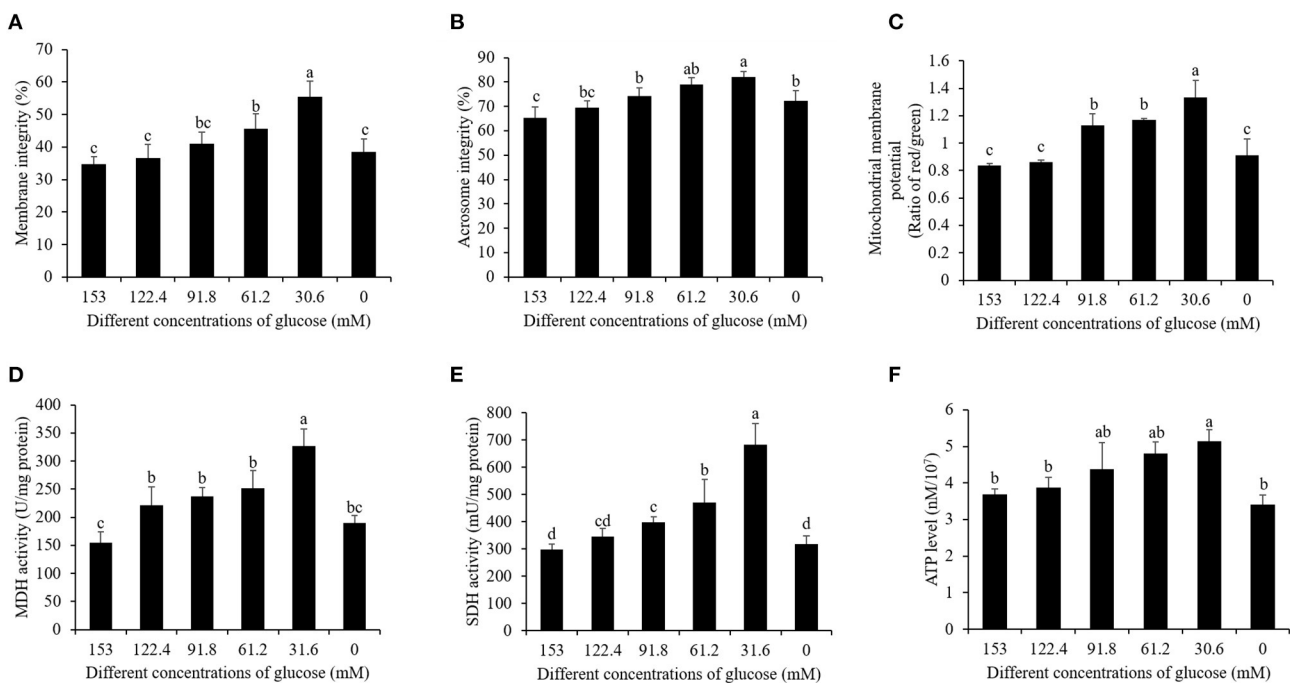 A
Membrane integrity (%)
70
60
50
40
30
20
10
0
c
c
bc
b
a
c
153 122.4 91.8 61.2 30.6 0
Different concentrations of glucose (mM)
B
Acrosome integrity (%)
90
80
70
60
50
40
30
20
10
0
c
bc
b
ab
a
b
153 122.4 91.8 61.2 30.6 0
Different concentrations of glucose (mM)
C
Mitochondrial membrane
potential
(Ratio of red/green)
1.6
1.4
1.2
1
0.8
0.6
0.4
0.2
0
c
c
b
b
a
c
153 122.4 91.8 61.2 30.6 0
Different concentrations of glucose (mM)
D
MDH activity (U/mg protein)
400
350
300
250
200
150
100
50
0
c
b
b
b
a
bc
153 122.4 91.8 61.2 31.6 0
Different concentrations of glucose (mM)
E
SDH activity (mU/mg protein)
800
700
600
500
400
300
200
100
0
d
cd
c
b
a
d
153 122.4 91.8 61.2 31.6 0
Different concentrations of glucose (mM)
F
ATP level (nM/10⁷)
6
5
4
3
2
1
0
b
b
ab
ab
a
b
153 122.4 91.8 61.2 30.6 0
Different concentrations of glucose (mM)